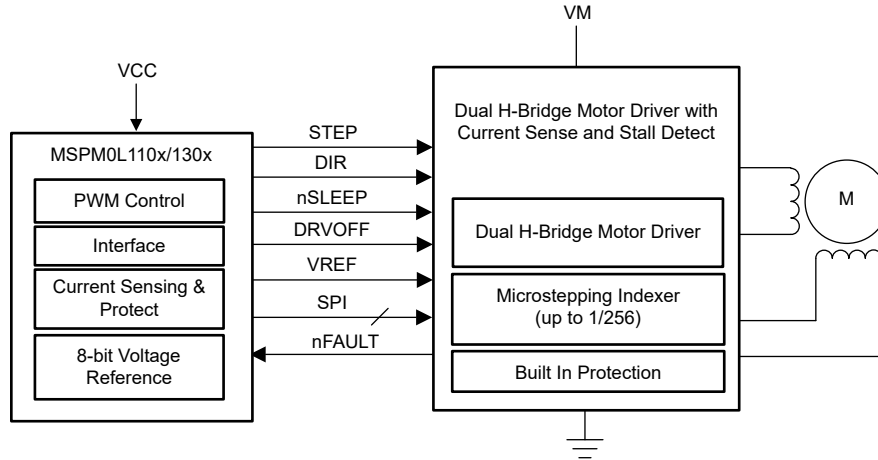 VM
VCC
Dual H-Bridge Motor Driver with
Current Sense and Stall Detect
MSPM0L110x/130x
PWM Control
Interface
Current Sensing &
Protect
8-bit Voltage
Reference
STEP
DIR
nSLEEP
DRVOFF
VREF
SPI
nFAULT
Dual H-Bridge Motor Driver
Microstepping Indexer
(up to 1/256)
Built In Protection
M